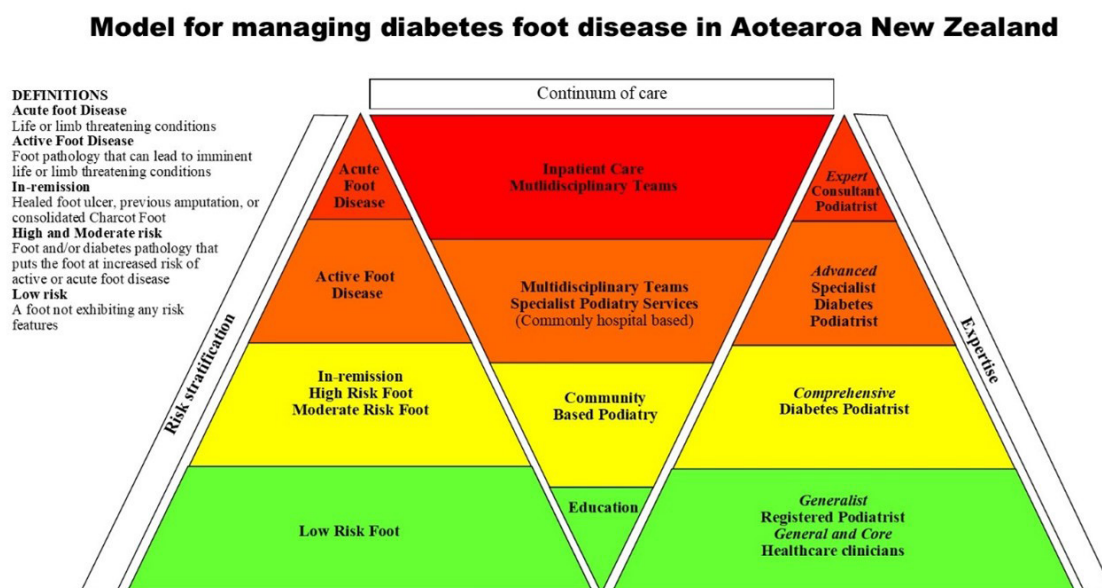 Model for managing diabetes foot disease in Aotearoa New Zealand
DEFINITIONS
Acute foot Disease
Life or limb threatening conditions
Active Foot Disease
Foot pathology that can lead to imminent
life or limb threatening conditions
In-remission
Healed foot ulcer, previous amputation, or
consolidated Charcot Foot
High and Moderate risk
Foot and/or diabetes pathology that
puts the foot at increased risk of
active or acute foot disease
Low risk
A foot not exhibiting any risk
features
Risk stratification
Acute
Foot
Disease
Active Foot
Disease
In-remission
High Risk Foot
Moderate Risk Foot
Low Risk Foot
Continuum of care
Inpatient Care
Mutlidisciplinary Teams
Multidisciplinary Teams
Specialist Podiatry Services
(Commonly hospital based)
Community
Based Podiatry
Education
Expert
Consultant
Podiatrist
Advanced
Specialist
Diabetes
Podiatrist
Comprehensive
Diabetes Podiatrist
Generalist
Registered Podiatrist
General and Core
Healthcare clinicians
Expertise